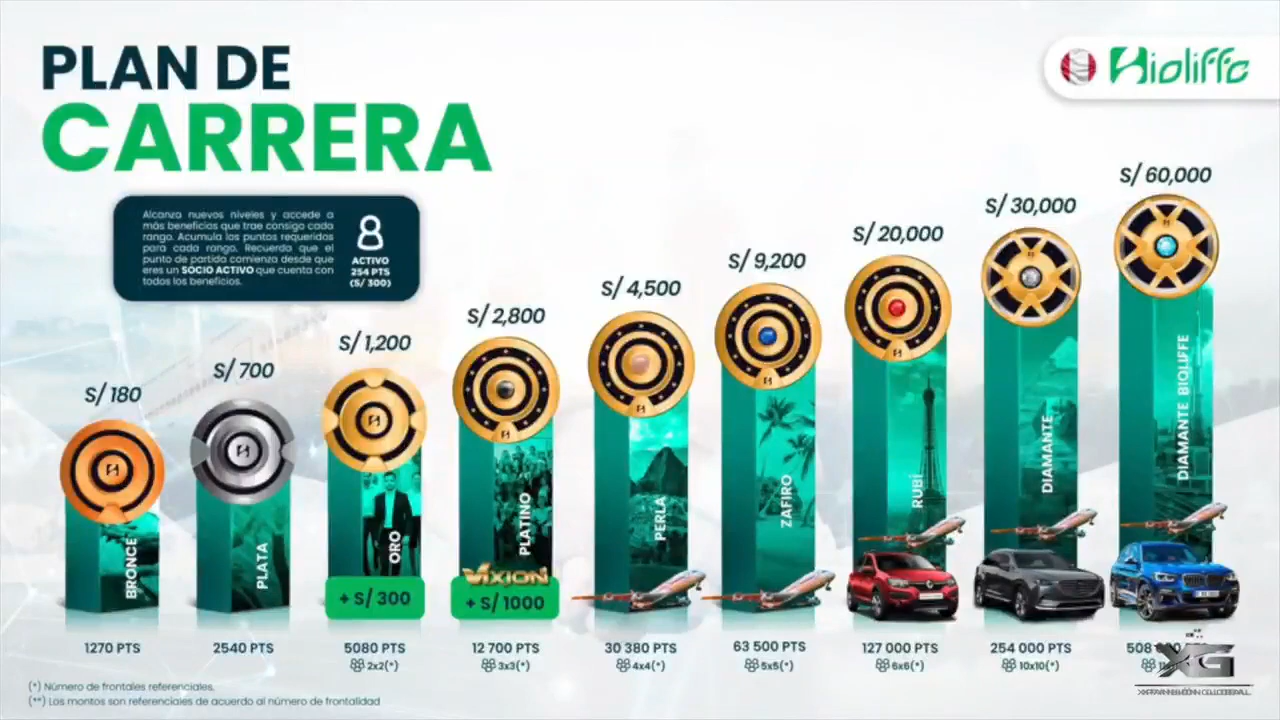 PLAN DE
CARRERA
Hioliffe
Alcanza nuevos niveles y accede a
más beneficios que trae consigo cada
rango. Acumula los puntos requeridos
para cada rango. Recuerda que el
punto de partida comienza desde que
eres un SOCIO ACTIVO que cuenta con
todos los beneficios.
ACTIVO
254 PTS
(S/ 300)
S/ 180
S/ 700
S/ 1,200
S/ 2,800
S/ 4,500
S/ 9,200
S/ 20,000
S/ 30,000
S/ 60,000
BRONCE
PLATA
ORO
PLATINO
PERLA
ZAFIRO
RUBÍ
DIAMANTE
DIAMANTE BIOLIFFE
+ S/ 300
VIXION
+ S/ 1000
1270 PTS
2540 PTS
5080 PTS
2x2(*)
12 700 PTS
3x3(*)
30 380 PTS
4x4(*)
63 500 PTS
5x5(*)
127 000 PTS
6x6(*)
254 000 PTS
10x10(*)
508
XG
(*) Número de frontales referenciales.
(**) Los montos son referenciales de acuerdo al número de frontalidad